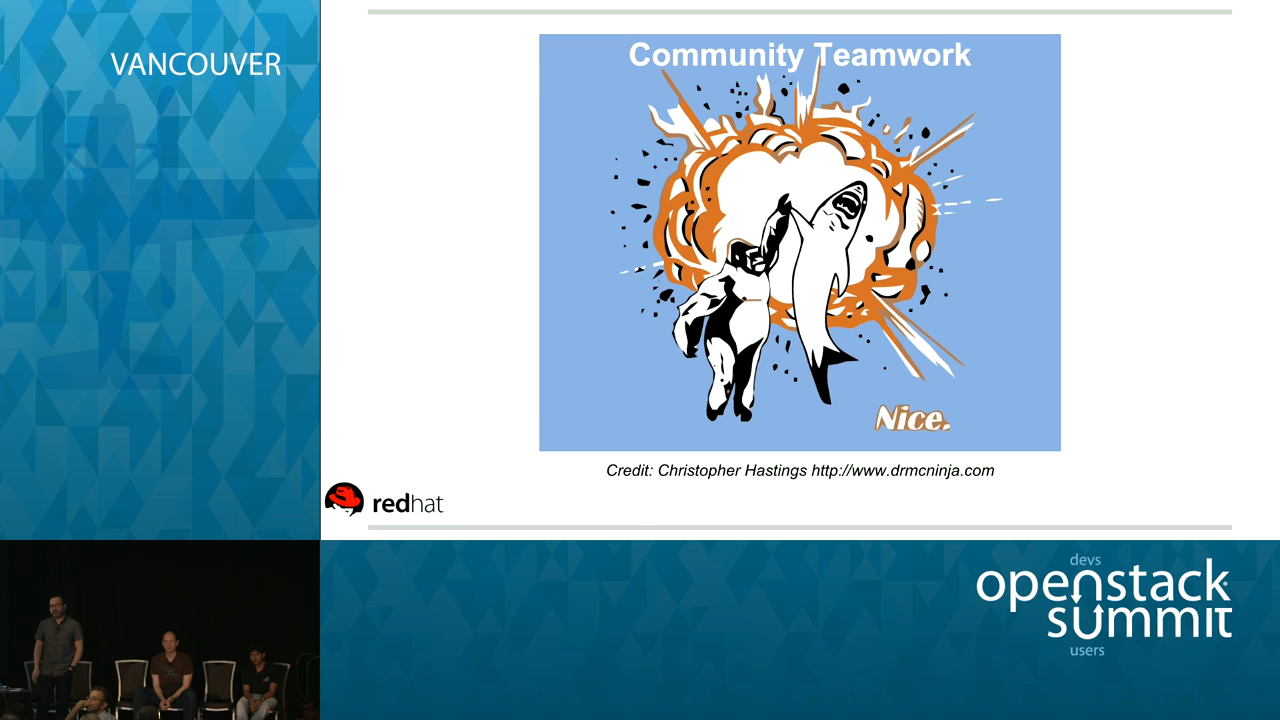 VANCOUVER
Community Teamwork
Nice.
Credit: Christopher Hastings http://www.drmcninja.com
redhat
devs
openstack
summit
users